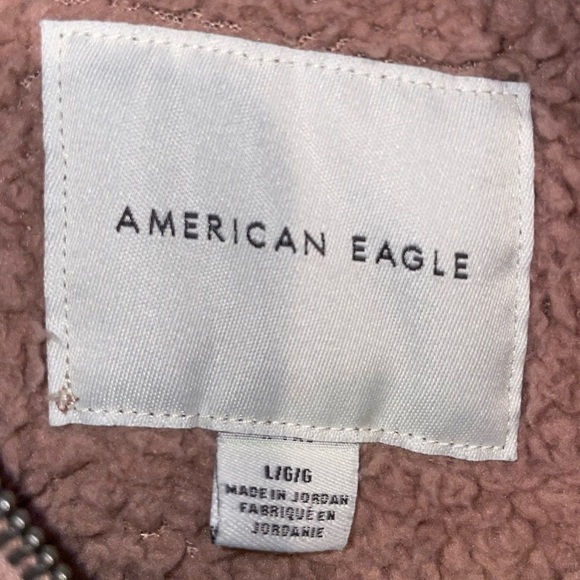 AMERICAN EAGLE
L/G/G
MADE IN JORDAN
FABRIQUÉ EN
JORDANIE